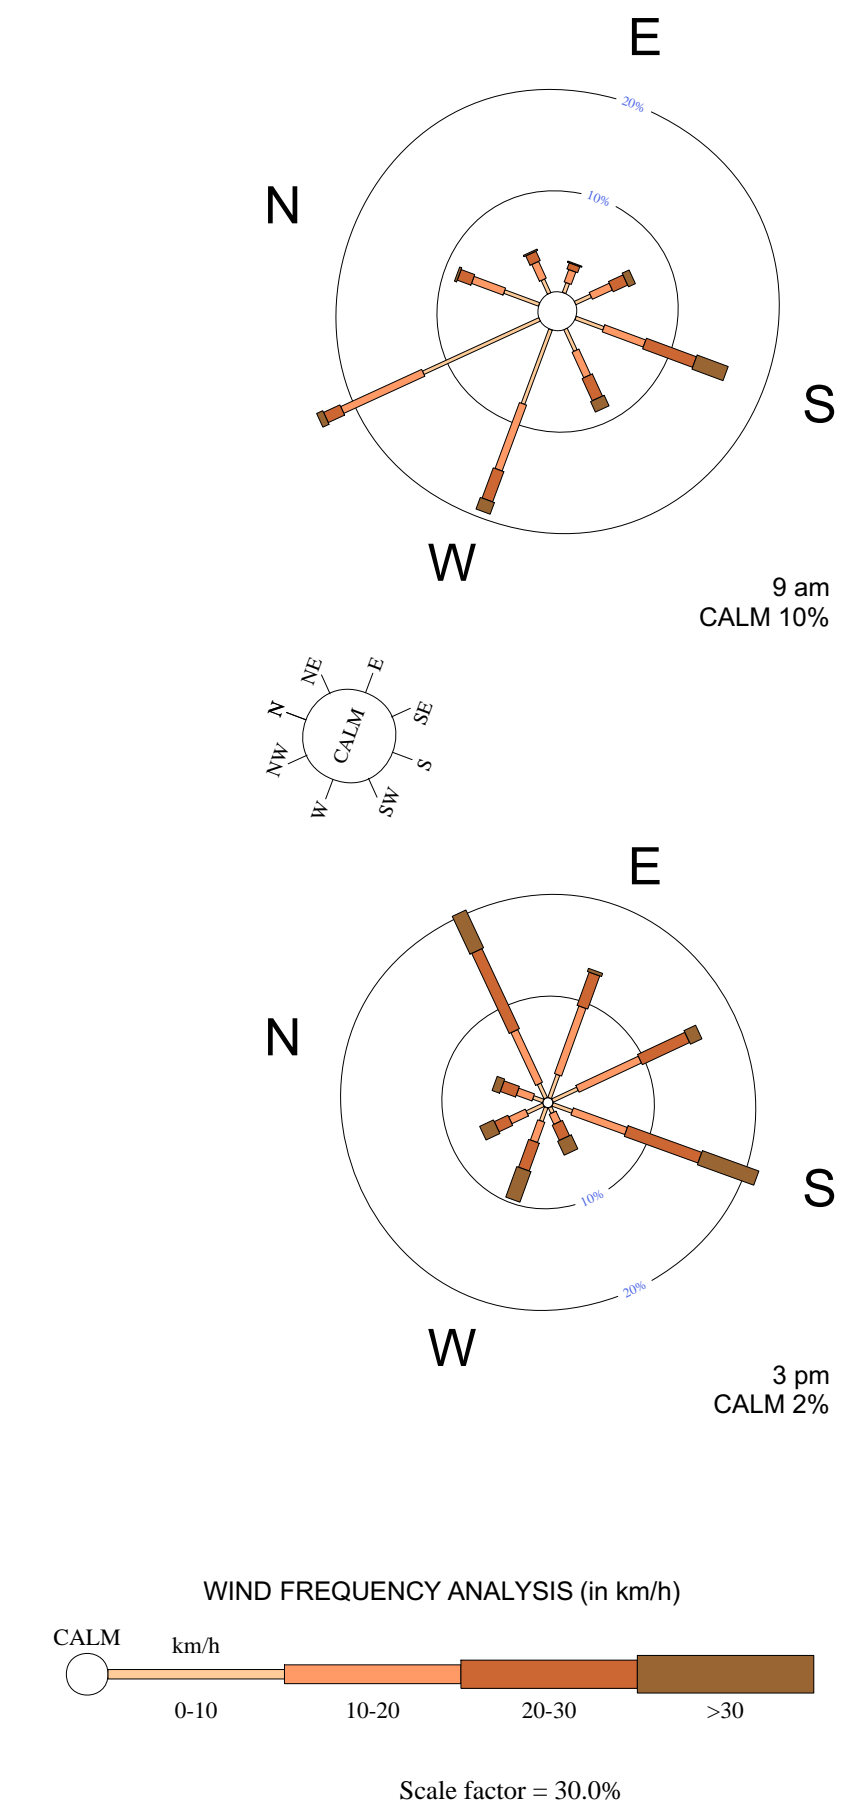 E
20%
10%
N
S
W
9 am
CALM 10%
NE
E
N
SE
CALM
NW
S
W
SW
E
N
S
10%
20%
W
3 pm
CALM 2%
WIND FREQUENCY ANALYSIS (in km/h)
CALM
km/h
0-10 10-20 20-30 >30
Scale factor = 30.0%